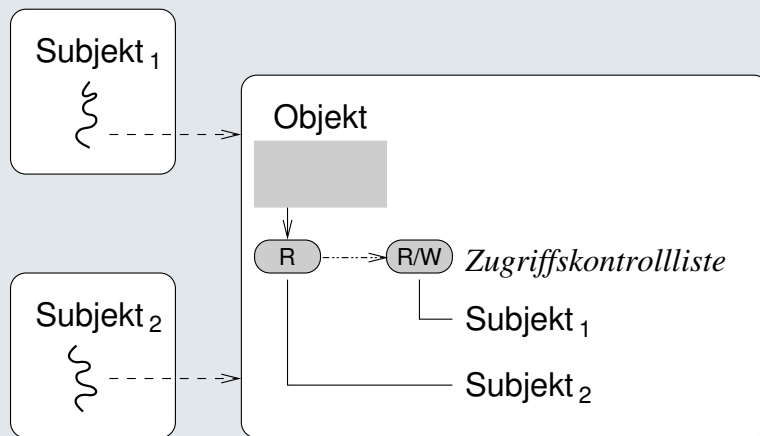 Subjekt 1
Objekt
R R/W Zugriffskontrollliste
Subjekt 1
Subjekt 2
Subjekt 2